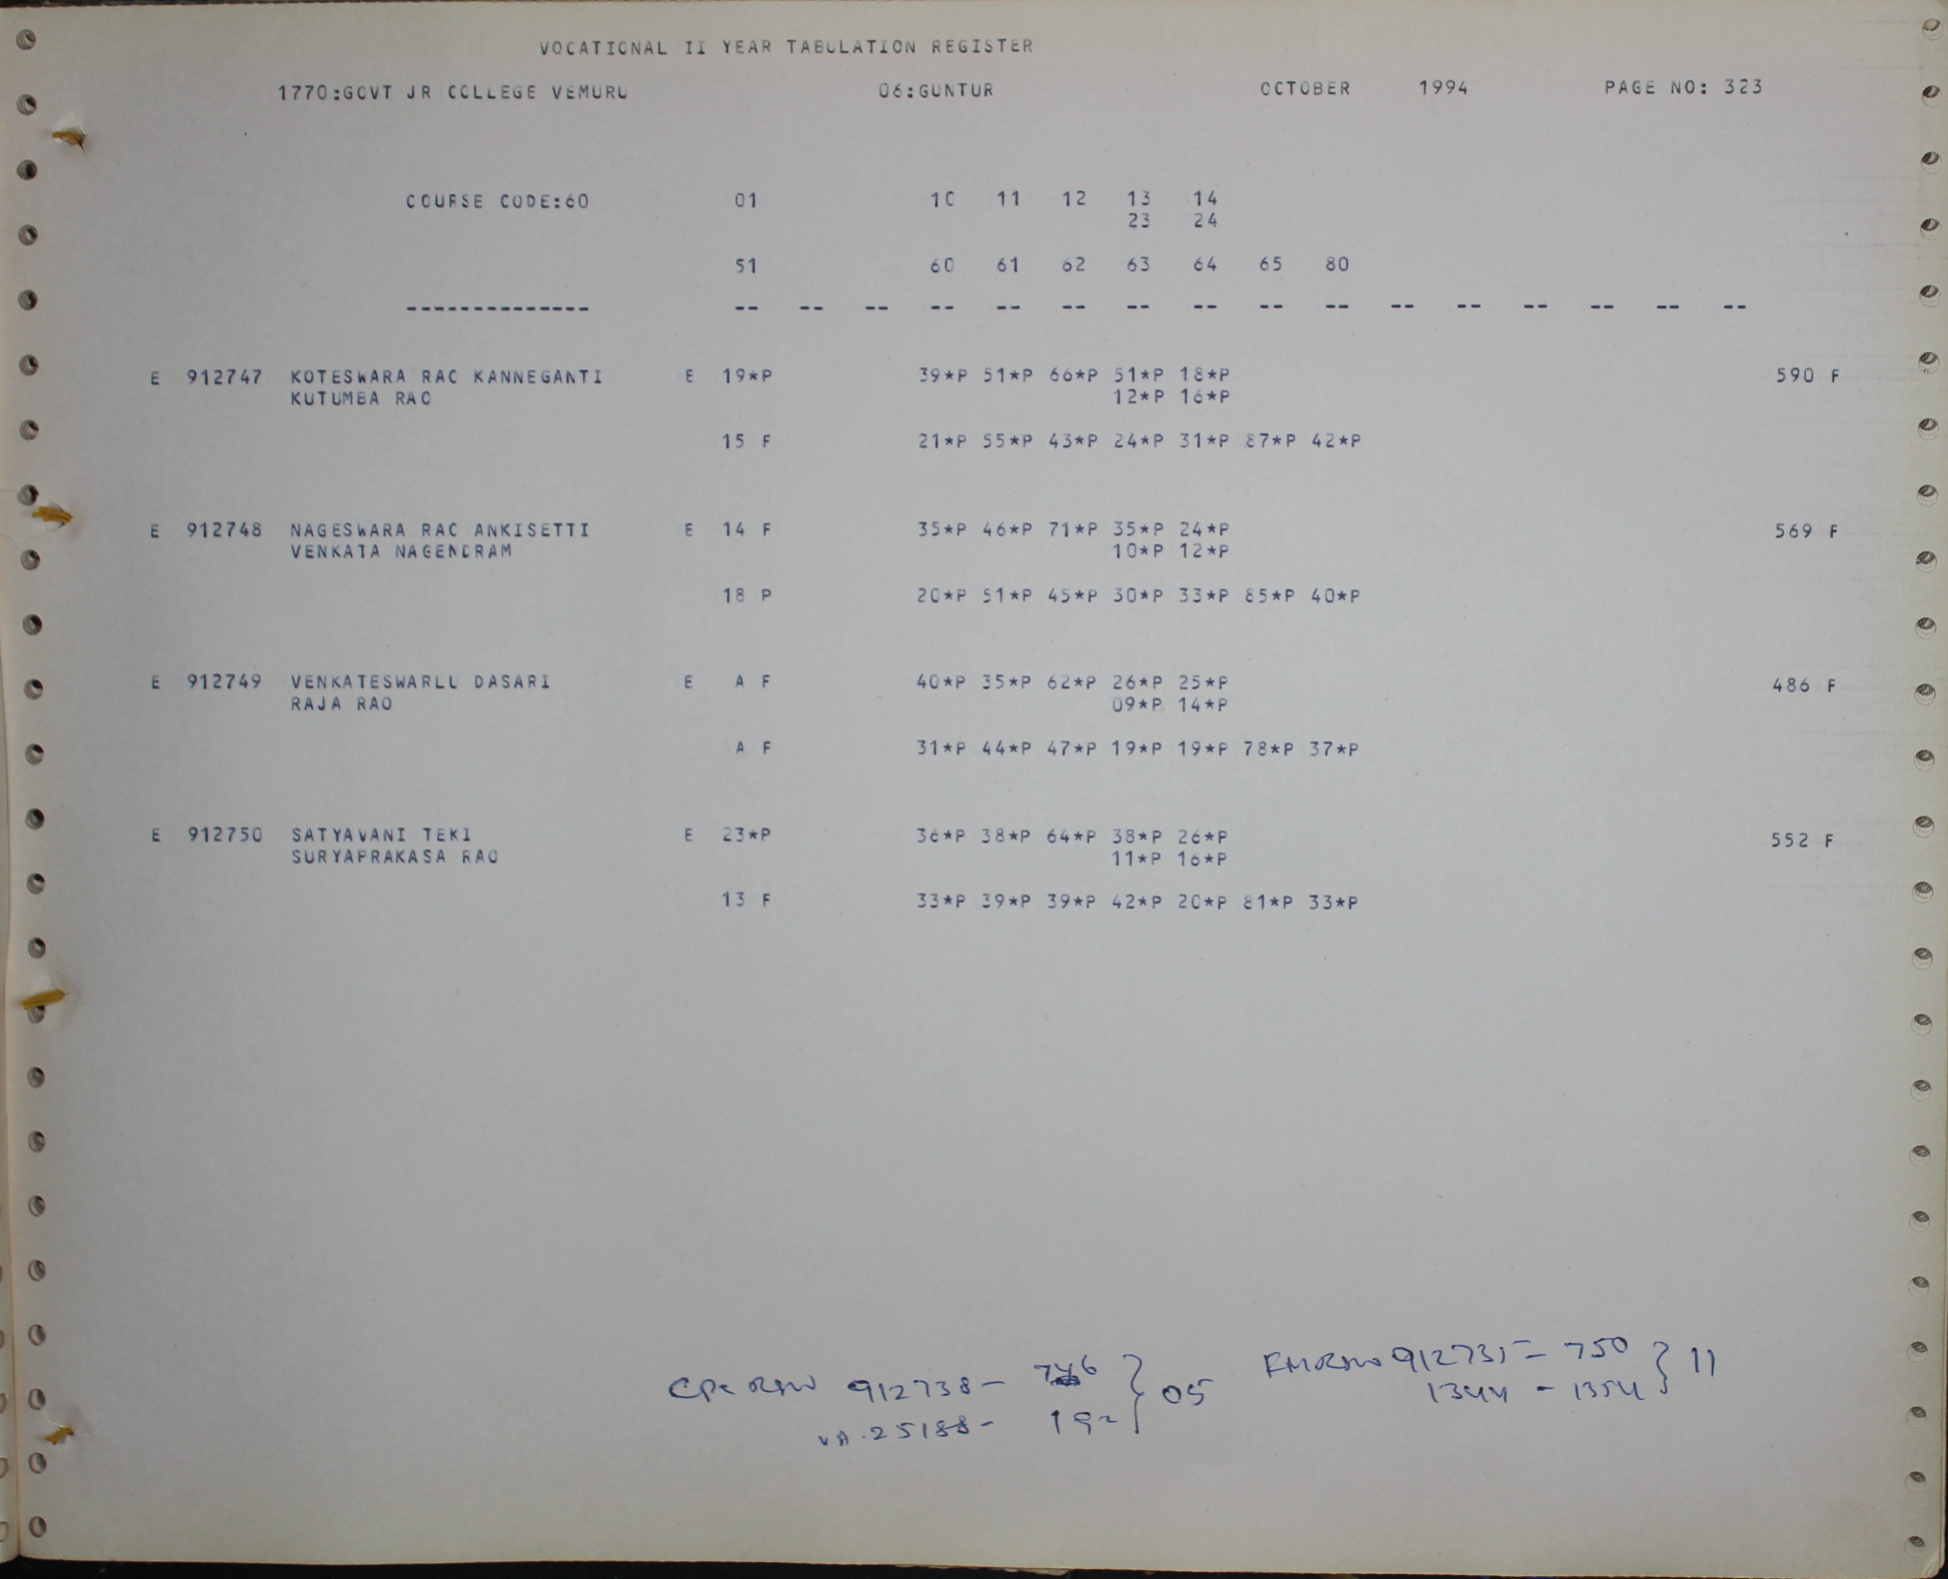 VOCATIONAL II YEAR TABULATION REGISTER
1770:GOVT JR COLLEGE VEMURU 06:GUNTUR OCTOBER 1994 PAGE NO: 323
COURSE CODE:60 01 10 11 12 13 14
23 24
51 60 61 62 63 64 65 80
-------------- -- -- -- -- -- -- -- -- -- -- -- -- -- -- -- --
E 912747 KOTESWARA RAO KANNEGANTI E 19*P 39*P 51*P 66*P 51*P 18*P 590 F
KUTUMBA RAO 12*P 16*P
15 F 21*P 55*P 43*P 24*P 31*P 87*P 42*P
E 912748 NAGESWARA RAO ANKISETTI E 14 F 35*P 46*P 71*P 35*P 24*P 569 F
VENKATA NAGENDRAM 10*P 12*P
18 P 20*P 51*P 45*P 30*P 33*P 85*P 40*P
E 912749 VENKATESWARLU DASARI E A F 40*P 35*P 62*P 26*P 25*P 486 F
RAJA RAO 09*P 14*P
A F 31*P 44*P 47*P 19*P 19*P 78*P 37*P
E 912750 SATYAVANI TEKI E 23*P 36*P 38*P 64*P 38*P 26*P 552 F
SURYAPRAKASA RAO 11*P 16*P
13 F 33*P 39*P 39*P 42*P 20*P 81*P 33*P
912738 - 746 } 05 750 } 11
25188 - 192 1344 - 1354